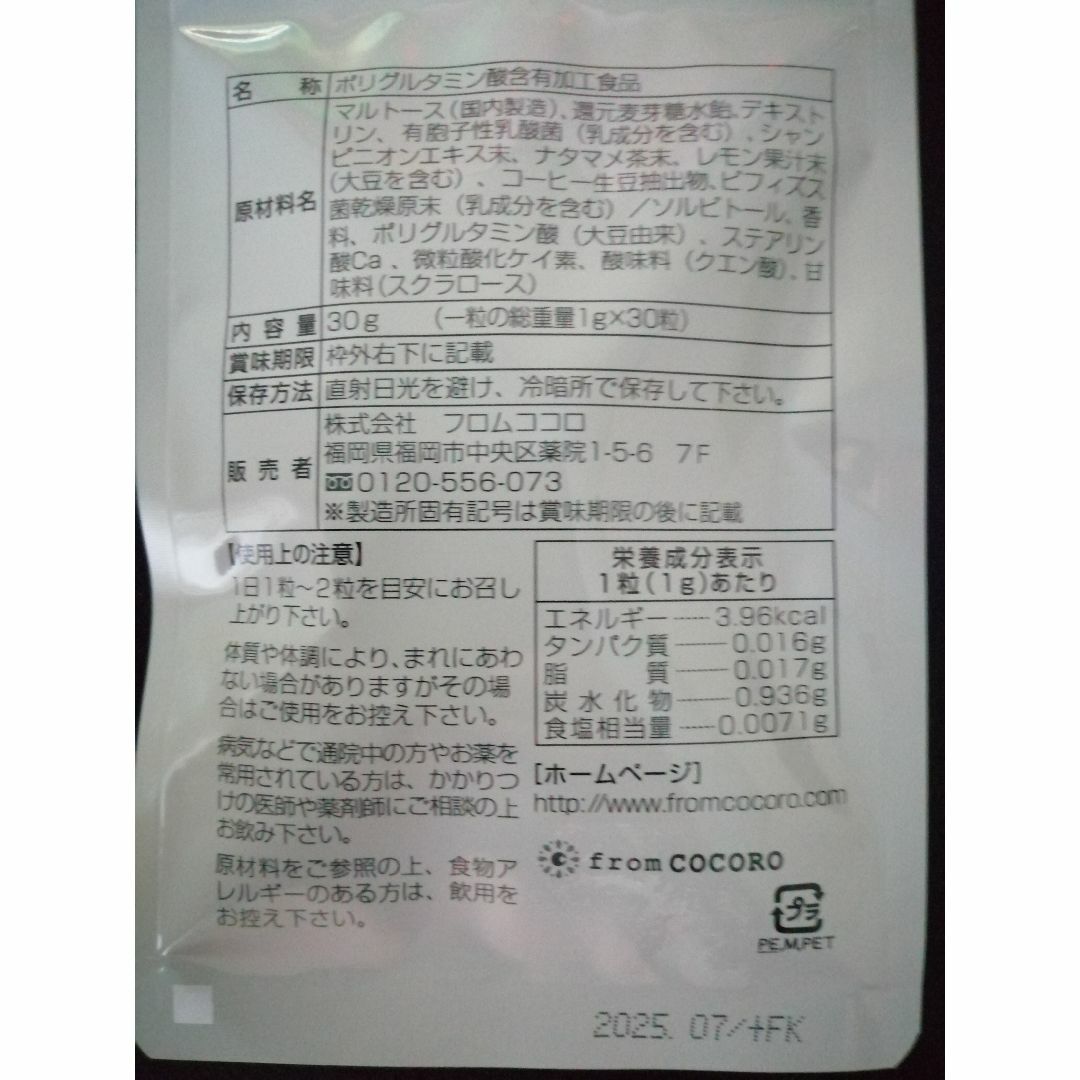 名称 ポリグルタミン酸含有加工食品
原材料名
マルトース(国内製造)、還元麦芽糖水飴、デキスト
リン、有胞子性乳酸菌(乳成分を含む)、シャン
ピニオンエキス末、ナタマメ茶末、レモン果汁末
(大豆を含む)、コーヒー生豆抽出物、ビフィズス
菌乾燥原末(乳成分を含む)/ソルビトール、香
料、ポリグルタミン酸(大豆由来)、ステアリン
酸Ca、微粒酸化ケイ素、酸味料(クエン酸)、甘
味料(スクラロース)
内容量 30g (一粒の総重量1g×30粒)
賞味期限 枠外右下に記載
保存方法 直射日光を避け、冷暗所で保存して下さい。
販売者
株式会社 フロムココロ
福岡県福岡市中央区薬院1-5-6 7F
0120-556-073
※製造所固有記号は賞味期限の後に記載
【使用上の注意】
1日1粒~2粒を目安にお召し
上がり下さい。
体質や体調により、まれにあわ
ない場合がありますがその場
合はご使用をお控え下さい。
病気などで通院中の方やお薬を
常用されている方は、かかりつ
けの医師や薬剤師にご相談の上
お飲み下さい。
原材料をご参照の上、食物ア
レルギーのある方は、飲用を
お控え下さい。
栄養成分表示
1粒(1g)あたり
エネルギー……3.96kcal
タンパク質……0.016g
脂質……0.017g
炭水化物……0.936g
食塩相当量……0.0071g
[ホームページ]
http://www.fromcocoro.com
from COCORO
プラ
PE,M,PET
2025. 07/+FK